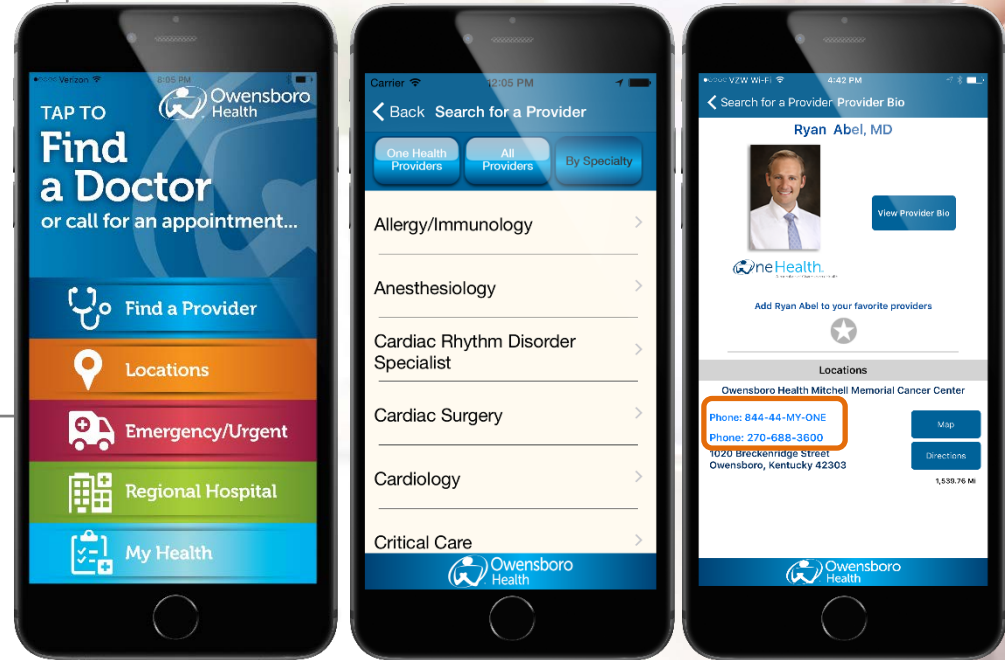 Verizon 8:05 PM
Owensboro
Health
TAP TO
Find
a Doctor
or call for an appointment...
Find a Provider
Locations
Emergency/Urgent
Regional Hospital
My Health
Carrier 12:05 PM
Back Search for a Provider
One Health
Providers
All
Providers
By Specialty
Allergy/Immunology
Anesthesiology
Cardiac Rhythm Disorder
Specialist
Cardiac Surgery
Cardiology
Critical Care
Owensboro
Health
VZW Wi-Fi 4:42 PM
Search for a Provider Provider Bio
Ryan Abel, MD
View Provider Bio
OneHealth.
Add Ryan Abel to your favorite providers
Locations
Owensboro Health Mitchell Memorial Cancer Center
Phone: 844-44-MY-ONE
Phone: 270-688-3600
1020 Breckenridge Street
Owensboro, Kentucky 42303
Map
Directions
1,539.76 Mi
Owensboro
Health